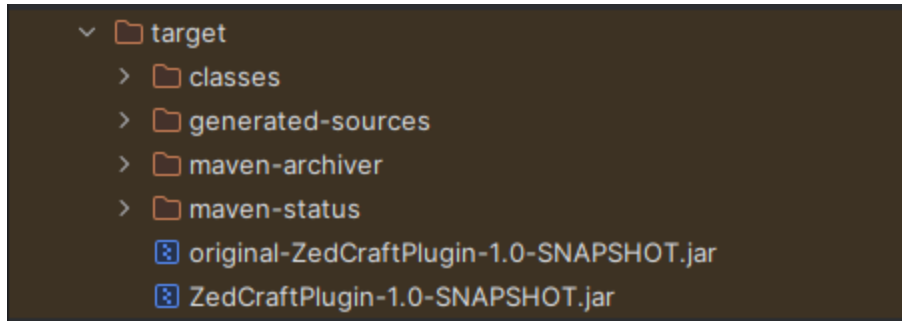 target
classes
generated-sources
maven-archiver
maven-status
original-ZedCraftPlugin-1.0-SNAPSHOT.jar
ZedCraftPlugin-1.0-SNAPSHOT.jar